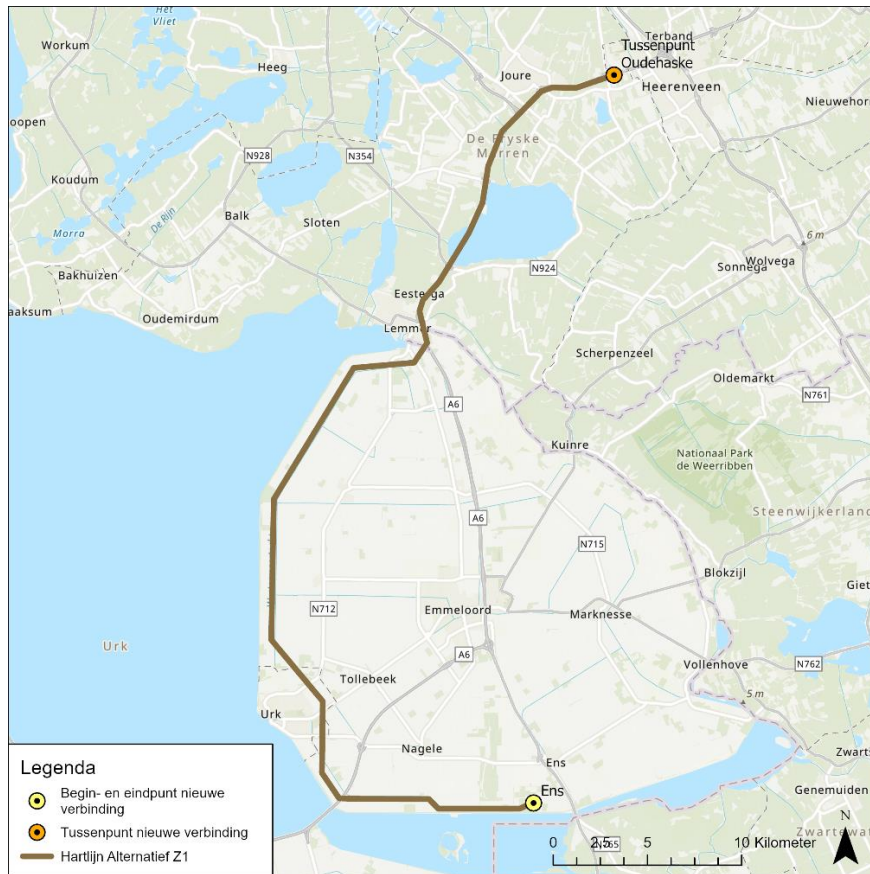 Het
Vliet
Workum
Heeg
Joure
Terband
Tussenpunt
Oudehaske
Heerenveen
Nieuwehorn
De Fryske
Marren
N928
N354
Koudum
Balk
Sloten
De Rijn
Morra
Bakhuizen
Oudemirdum
N924
Eesterga
Lemmer
6 m
Wolvega
Sonnega
Scherpenzeel
Oldemarkt
N761
A6
Kuinre
Nationaal Park
de Weerribben
Steenwijkerland
A6
N715
Blokzijl
N712
Emmeloord
Marknesse
Urk
A6
Vollenhove
N762
Tollebeek
5 m
Urk
Nagele
Ens
Ens
Genemuiden
Legenda
Begin- en eindpunt nieuwe
verbinding
Tussenpunt nieuwe verbinding
Hartlijn Alternatief Z1
N
0 2,5 5 10 Kilometer